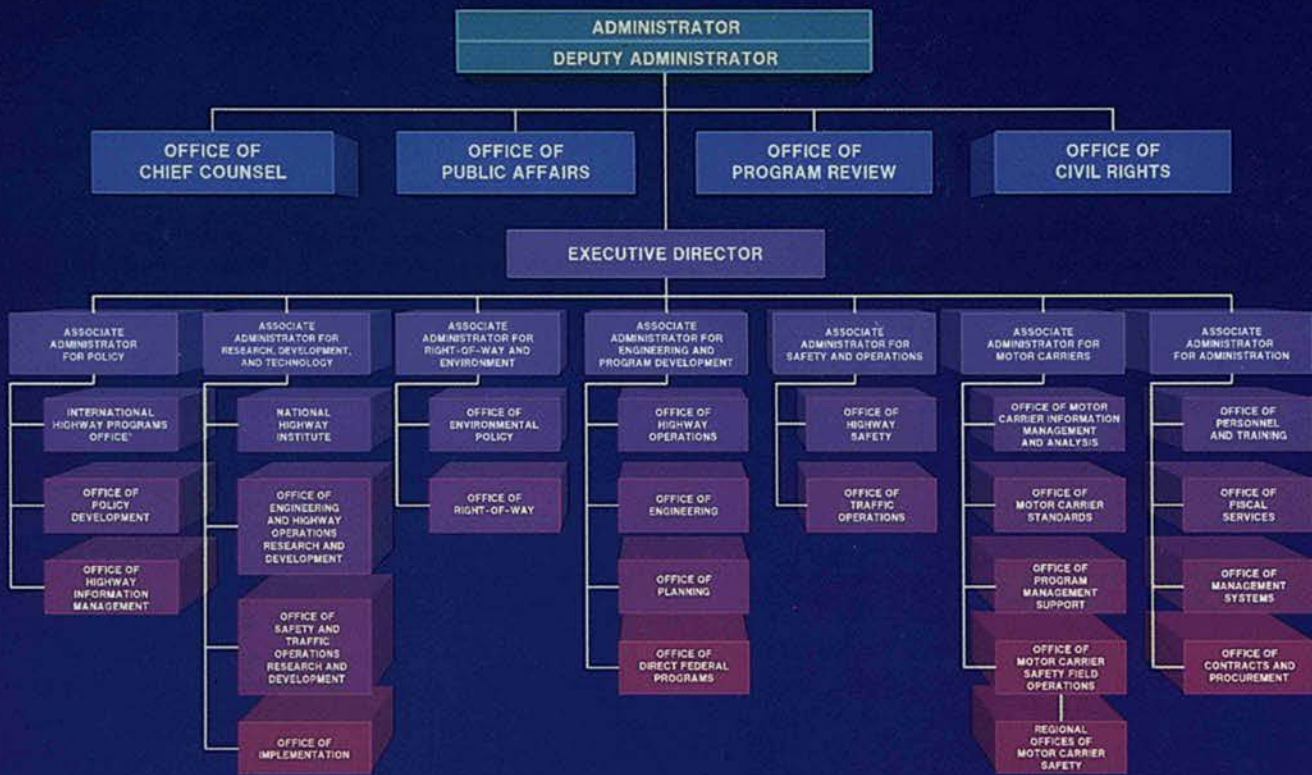 ADMINISTRATOR
DEPUTY ADMINISTRATOR
OFFICE OF
CHIEF COUNSEL
OFFICE OF
PUBLIC AFFAIRS
OFFICE OF
PROGRAM REVIEW
OFFICE OF
CIVIL RIGHTS
EXECUTIVE DIRECTOR
ASSOCIATE
ADMINISTRATOR
FOR POLICY
ASSOCIATE
ADMINISTRATOR FOR
RESEARCH, DEVELOPMENT,
AND TECHNOLOGY
ASSOCIATE
ADMINISTRATOR FOR
RIGHT-OF-WAY AND
ENVIRONMENT
ASSOCIATE
ADMINISTRATOR FOR
ENGINEERING AND
PROGRAM DEVELOPMENT
ASSOCIATE
ADMINISTRATOR FOR
SAFETY AND OPERATIONS
ASSOCIATE
ADMINISTRATOR FOR
MOTOR CARRIERS
ASSOCIATE
ADMINISTRATOR
FOR ADMINISTRATION
INTERNATIONAL
HIGHWAY PROGRAMS
OFFICE*
OFFICE OF
POLICY
DEVELOPMENT
OFFICE OF
HIGHWAY
INFORMATION
MANAGEMENT
NATIONAL
HIGHWAY
INSTITUTE
OFFICE OF
ENGINEERING
AND HIGHWAY
OPERATIONS
RESEARCH AND
DEVELOPMENT
OFFICE OF
SAFETY AND
TRAFFIC
OPERATIONS
RESEARCH AND
DEVELOPMENT
OFFICE OF
IMPLEMENTATION
OFFICE OF
ENVIRONMENTAL
POLICY
OFFICE OF
RIGHT-OF-WAY
OFFICE OF
HIGHWAY
OPERATIONS
OFFICE OF
ENGINEERING
OFFICE OF
PLANNING
OFFICE OF
DIRECT FEDERAL
PROGRAMS
OFFICE OF
HIGHWAY
SAFETY
OFFICE OF
TRAFFIC
OPERATIONS
OFFICE OF MOTOR
CARRIER INFORMATION
MANAGEMENT
AND ANALYSIS
OFFICE OF
MOTOR CARRIER
STANDARDS
OFFICE OF
PROGRAM
MANAGEMENT
SUPPORT
OFFICE OF
MOTOR CARRIER
SAFETY FIELD
OPERATIONS
REGIONAL
OFFICES OF
MOTOR CARRIER
SAFETY
OFFICE OF
PERSONNEL
AND TRAINING
OFFICE OF
FISCAL
SERVICES
OFFICE OF
MANAGEMENT
SYSTEMS
OFFICE OF
CONTRACTS AND
PROCUREMENT